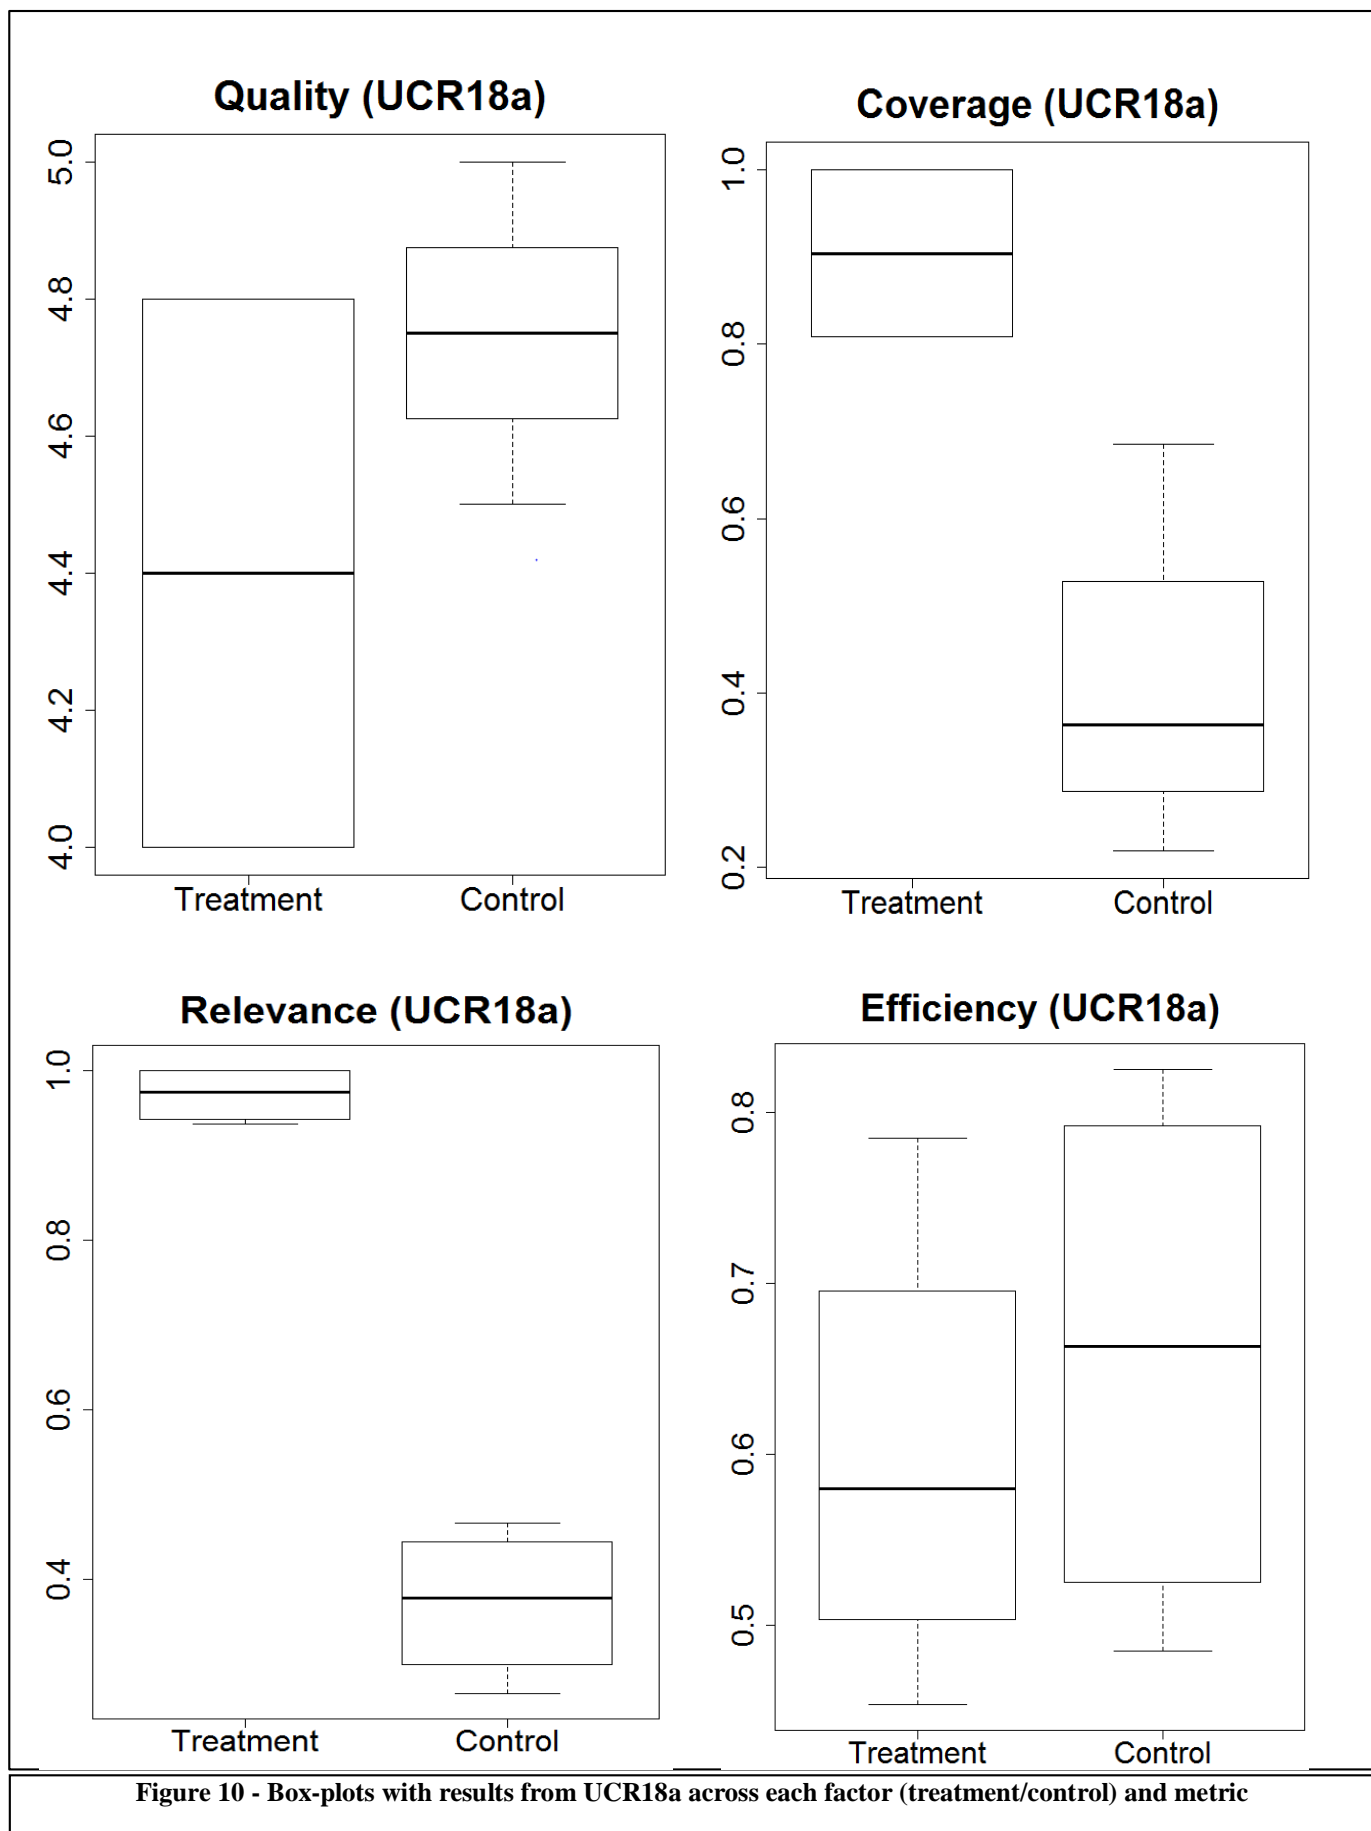 Quality (UCR18a)
5.0
4.8
4.6
4.4
4.2
4.0
Treatment
Control
Coverage (UCR18a)
1.0
0.8
0.6
0.4
0.2
Treatment
Control
Relevance (UCR18a)
1.0
0.8
0.6
0.4
Treatment
Control
Efficiency (UCR18a)
0.8
0.7
0.6
0.5
Treatment
Control
Figure 10 - Box-plots with results from UCR18a across each factor (treatment/control) and metric